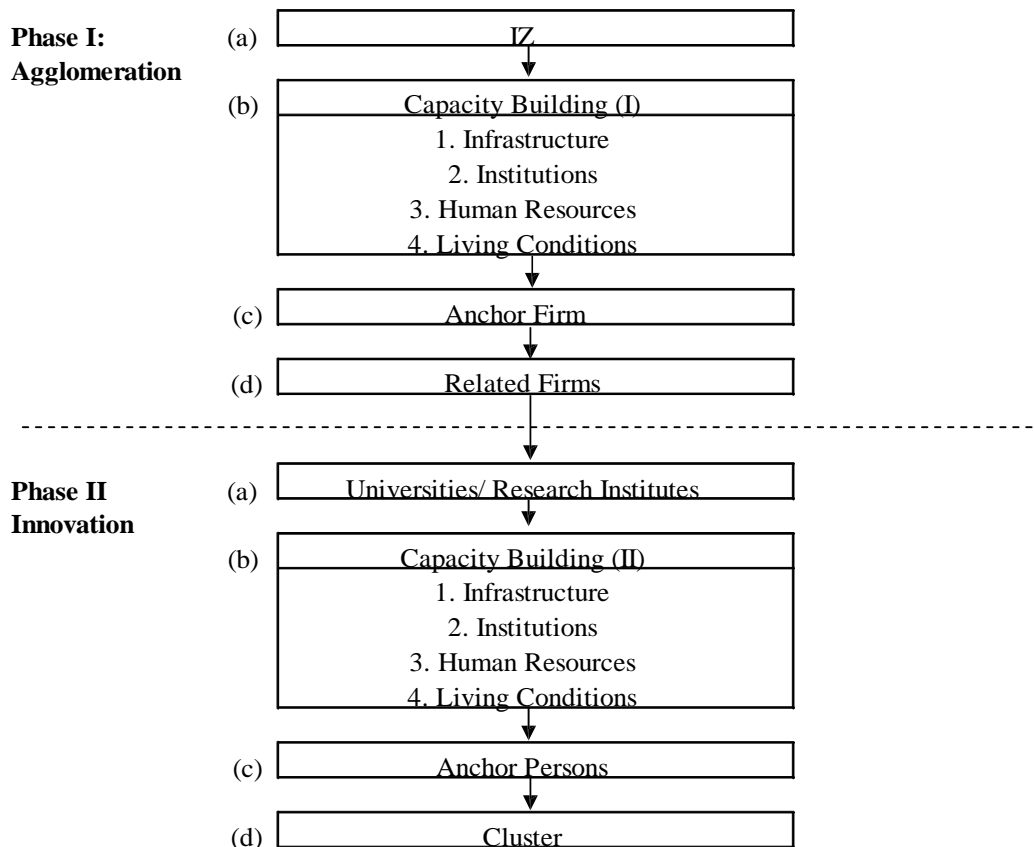 Phase I:
Agglomeration
(a)
IZ
(b)
Capacity Building (I)
1. Infrastructure
2. Institutions
3. Human Resources
4. Living Conditions
(c)
Anchor Firm
(d)
Related Firms
Phase II
Innovation
(a)
Universities/ Research Institutes
(b)
Capacity Building (II)
1. Infrastructure
2. Institutions
3. Human Resources
4. Living Conditions
(c)
Anchor Persons
(d)
Cluster